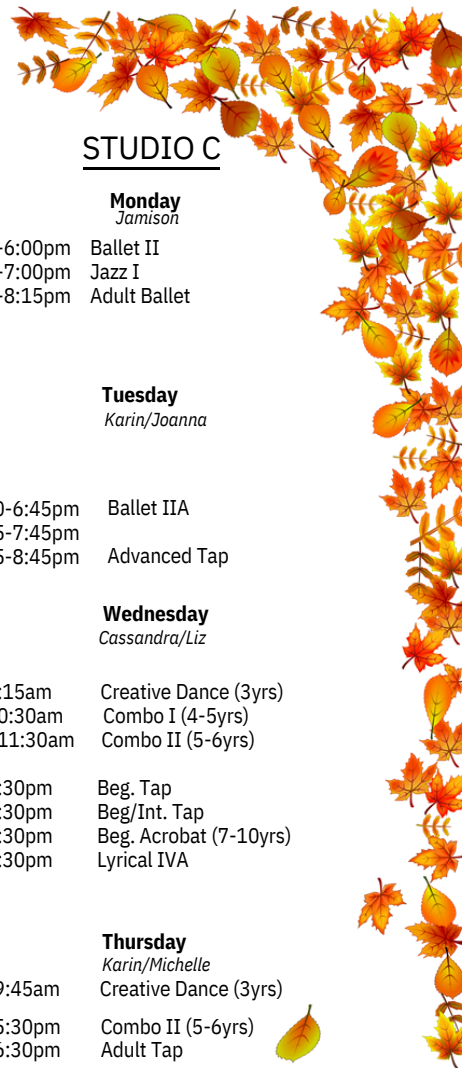 STUDIO C
Monday
Jamison
-6:00pm Ballet II
-7:00pm Jazz I
-8:15pm Adult Ballet
Tuesday
Karin/Joanna
0-6:45pm Ballet IIA
5-7:45pm
5-8:45pm Advanced Tap
Wednesday
Cassandra/Liz
:15am Creative Dance (3yrs)
0:30am Combo I (4-5yrs)
11:30am Combo II (5-6yrs)
:30pm Beg. Tap
:30pm Beg/Int. Tap
:30pm Beg. Acrobat (7-10yrs)
:30pm Lyrical IVA
Thursday
Karin/Michelle
9:45am Creative Dance (3yrs)
5:30pm Combo II (5-6yrs)
6:30pm Adult Tap